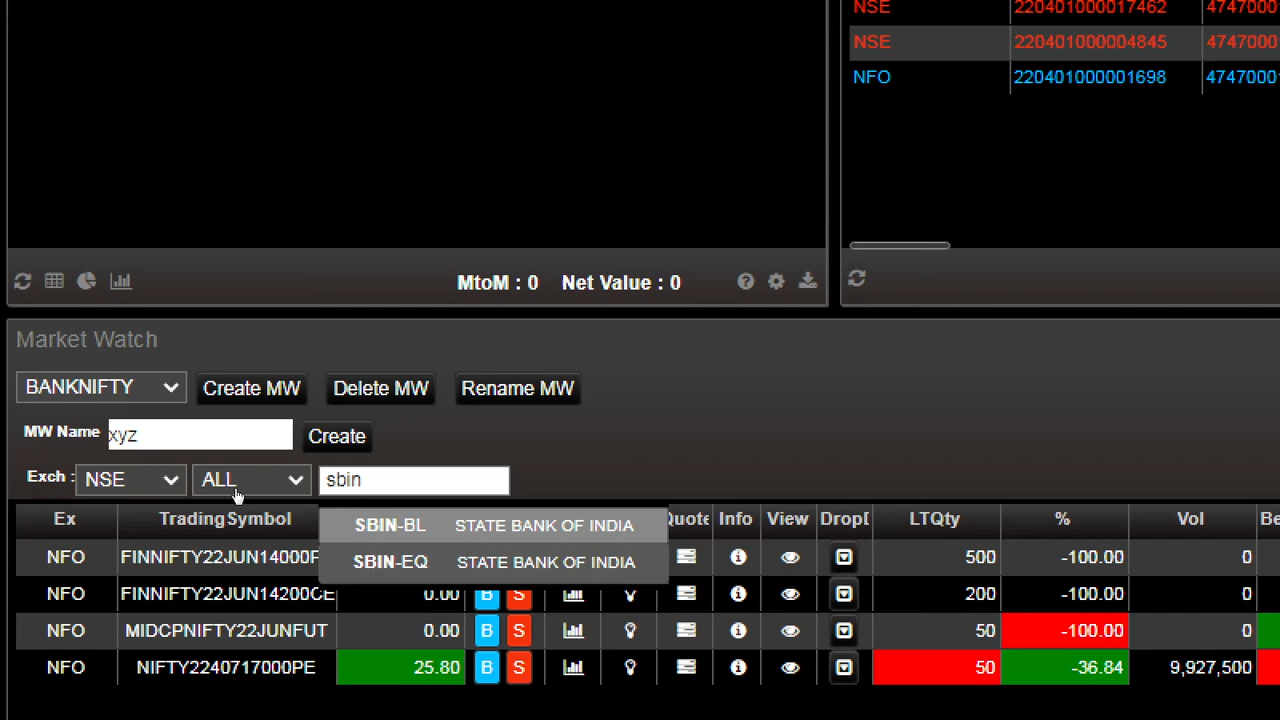 NSE 220401000017462 4747000
NSE 220401000004845 4747000
NFO 220401000001698 4747000
MtoM : 0 Net Value : 0
Market Watch
BANKNIFTY Create MW Delete MW Rename MW
MW Name xyz Create
Exch : NSE ALL sbin
SBIN-BL STATE BANK OF INDIA
SBIN-EQ STATE BANK OF INDIA
Ex TradingSymbol Info View LTQty % Vol
NFO 500 -100.00 0
NFO FINNIFTY22JUN14200CE 0.00 B S 200 -100.00 0
NFO MIDCPNIFTY22JUNFUT 0.00 B S 50 -100.00 0
NFO NIFTY2240717000PE 25.80 B S 50 -36.84 9,927,500